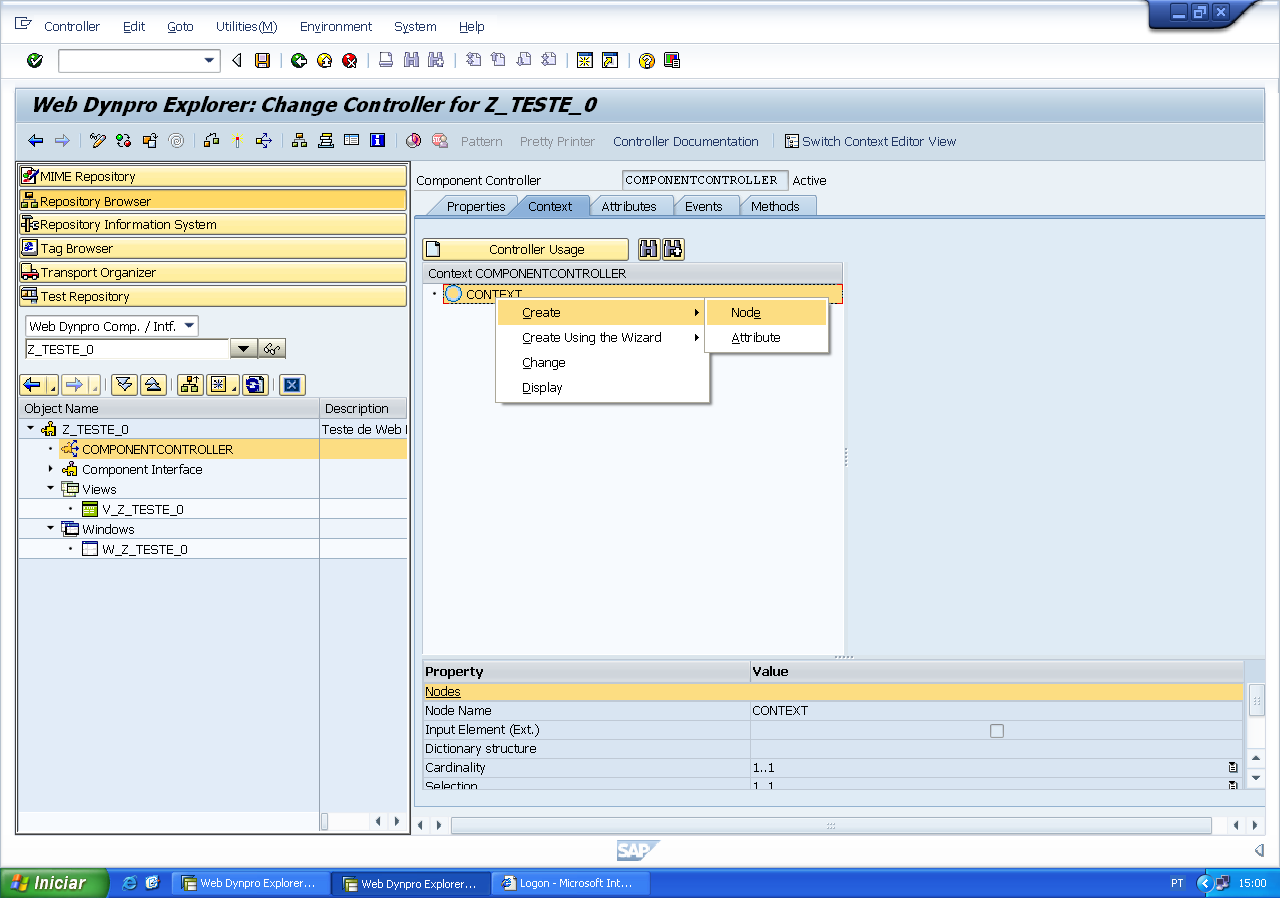 Controller Edit Goto Utilities(M) Environment System Help
Web Dynpro Explorer: Change Controller for Z_TESTE_0
Pattern Pretty Printer Controller Documentation Switch Context Editor View
MIME Repository
Repository Browser
Repository Information System
Tag Browser
Transport Organizer
Test Repository
Web Dynpro Comp. / Intf.
Z_TESTE_0
Object Name Description
Z_TESTE_0 Teste de Web
COMPONENTCONTROLLER
Component Interface
Views
V_Z_TESTE_0
Windows
W_Z_TESTE_0
Component Controller COMPONENTCONTROLLER Active
Properties Context Attributes Events Methods
Controller Usage
Context COMPONENTCONTROLLER
CONTEXT
Create
Create Using the Wizard
Change
Display
Node
Attribute
Property Value
Nodes
Node Name CONTEXT
Input Element (Ext.)
Dictionary structure
Cardinality 1..1
Selection 1..1
SAP
Iniciar Web Dynpro Explorer... Web Dynpro Explorer... Logon - Microsoft Int... PT 15:00